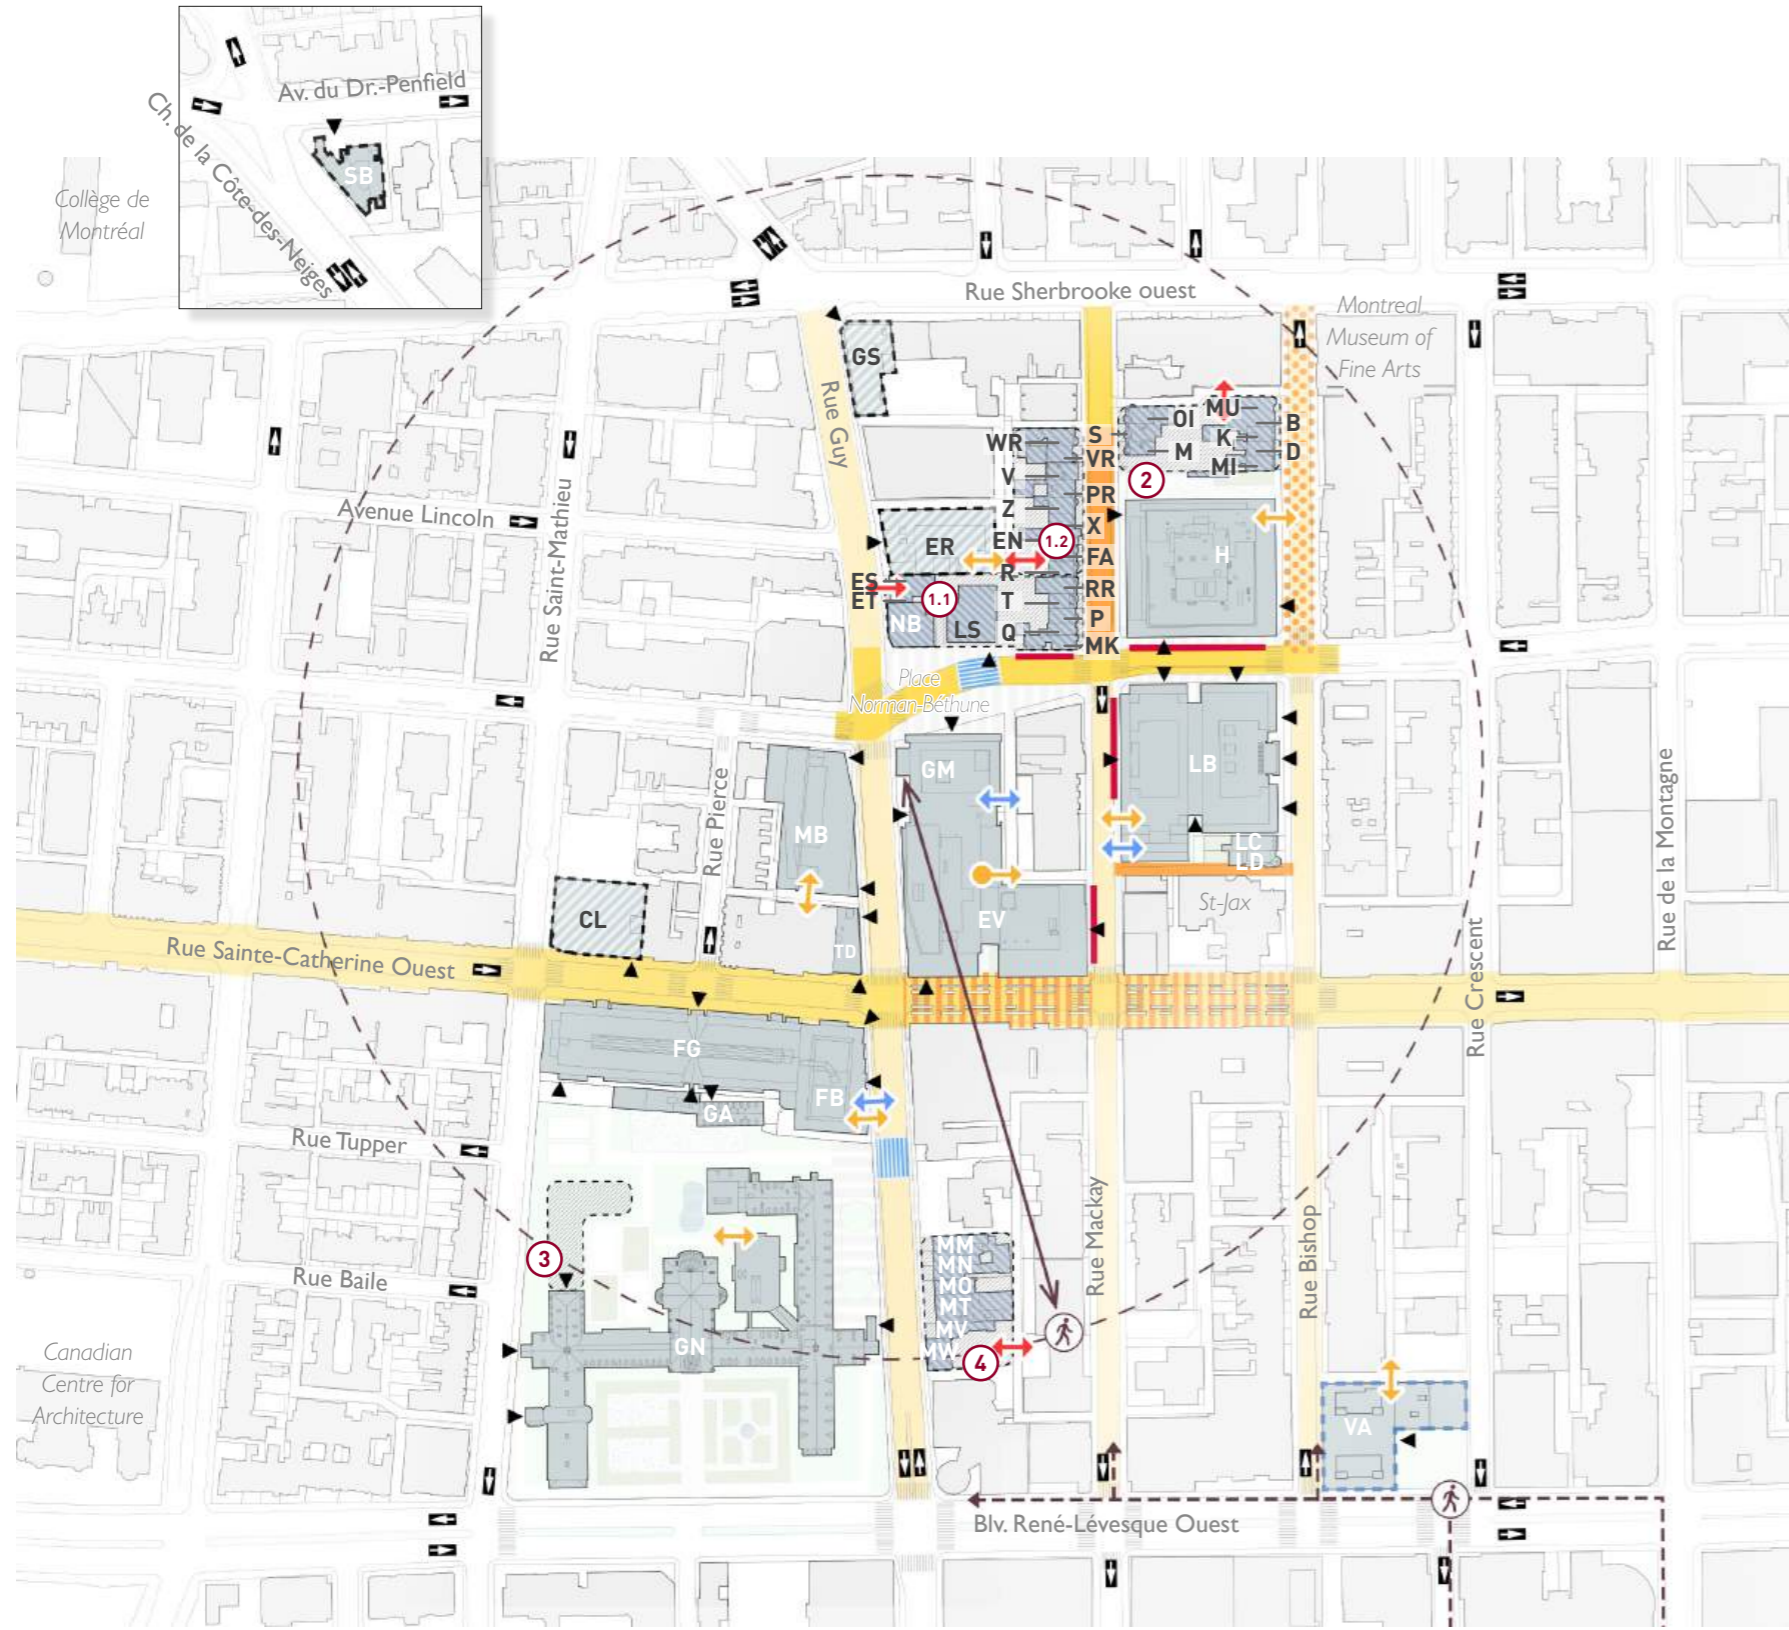 Av. du Dr.-Penfield
Ch. de la Côte-des-Neiges
SB
Collège de
Montréal
Rue Sherbrooke ouest
Montreal
Museum of
Fine Arts
Rue Guy
GS
WR
V
Z
EN
R
T
Q
S
VR
PR
X
FA
RR
P
MK
OI
M
MU
K
MI
B
D
2
1.2
1.1
H
ER
ES
ET
NB
LS
Avenue Lincoln
Rue Saint-Mathieu
Place
Norman-Béthune
GM
LB
LC
LD
MB
Rue Pierce
CL
TD
EV
St-Jax
Rue de la Montagne
Rue Crescent
Rue Sainte-Catherine Ouest
FG
FB
GA
Rue Tupper
Rue Baile
3
GN
MM
MN
MO
MT
MV
MW
4
Rue Mackay
Rue Bishop
VA
Canadian
Centre for
Architecture
Blv. René-Lévesque Ouest